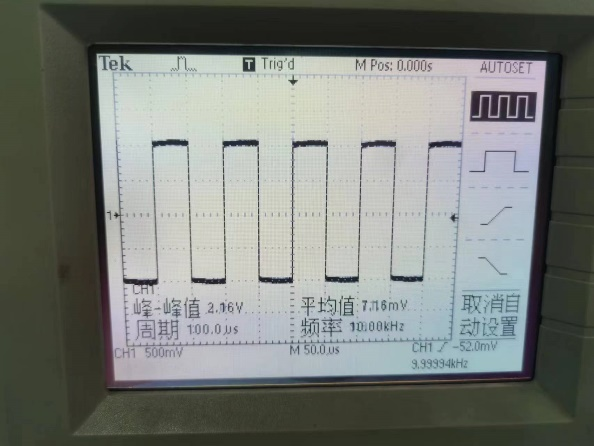 Tek T Trig'd M Pos: 0.000s AUTOSET
1
CH1
峰-峰值 2.16V 平均值 7.16mV
周期 100.0us 频率 10.00kHz
取消自
动设置
CH1 500mV M 50.0us CH1 -52.0mV
9.99994kHz